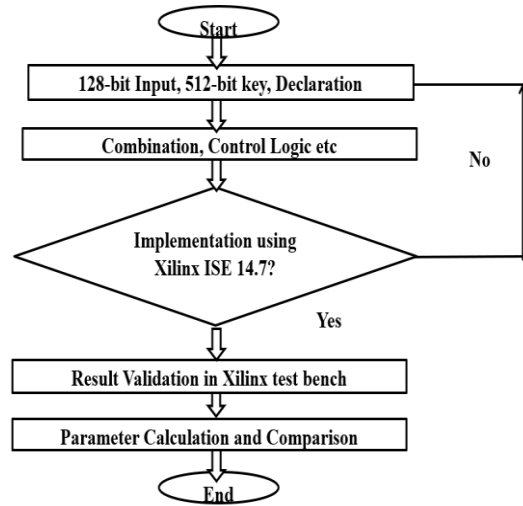 Start
128-bit Input, 512-bit key, Declaration
Combination, Control Logic etc
No
Implementation using
Xilinx ISE 14.7?
Yes
Result Validation in Xilinx test bench
Parameter Calculation and Comparison
End